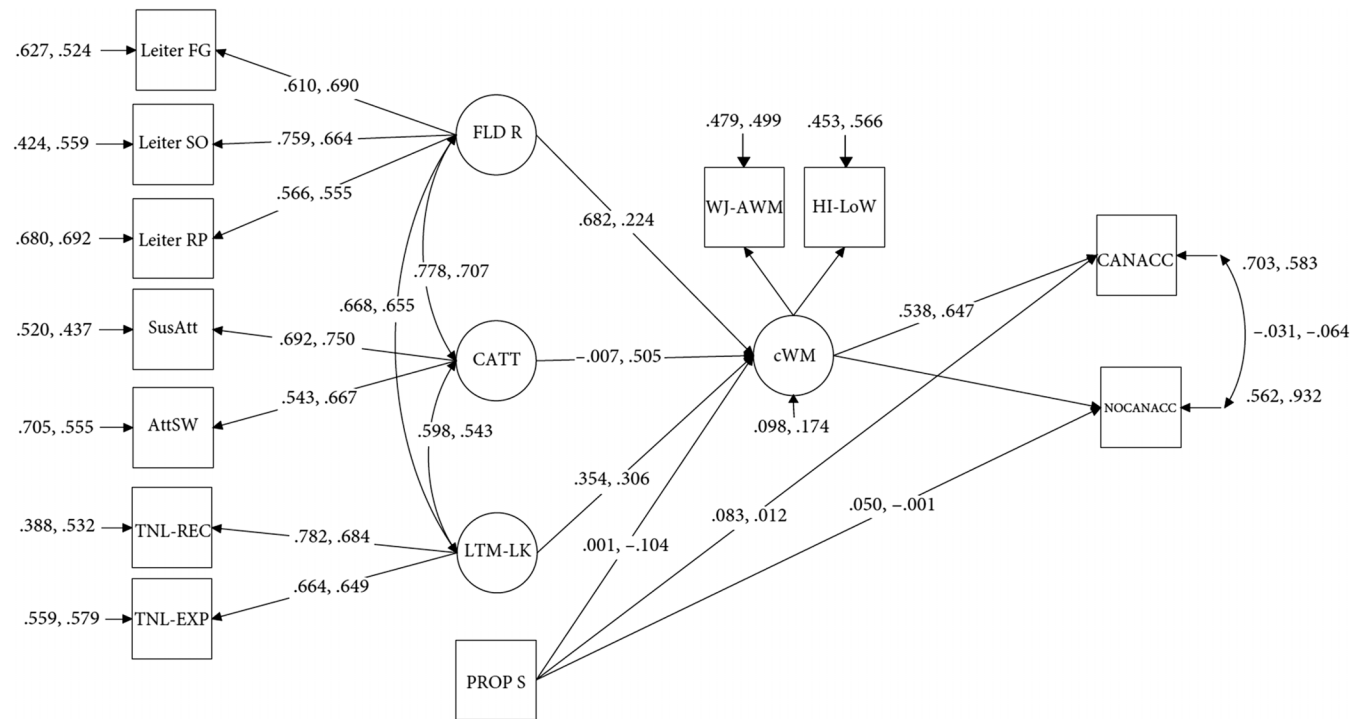 .627, .524
Leiter FG
.610, .690
.424, .559
Leiter SO
.759, .664
FLD R
.566, .555
.680, .692
Leiter RP
.479, .499
.453, .566
WJ-AWM
HI-LoW
.682, .224
.778, .707
.668, .655
CANACC
.703, .583
.520, .437
SusAtt
.692, .750
CATT
–.007, .505
cWM
.538, .647
–.031, –.064
.543, .667
.705, .555
AttSW
.598, .543
.098, .174
NOCANACC
.562, .932
.354, .306
.388, .532
TNL-REC
.782, .684
LTM-LK
.001, –.104
.083, .012
.050, –.001
.664, .649
.559, .579
TNL-EXP
PROP S